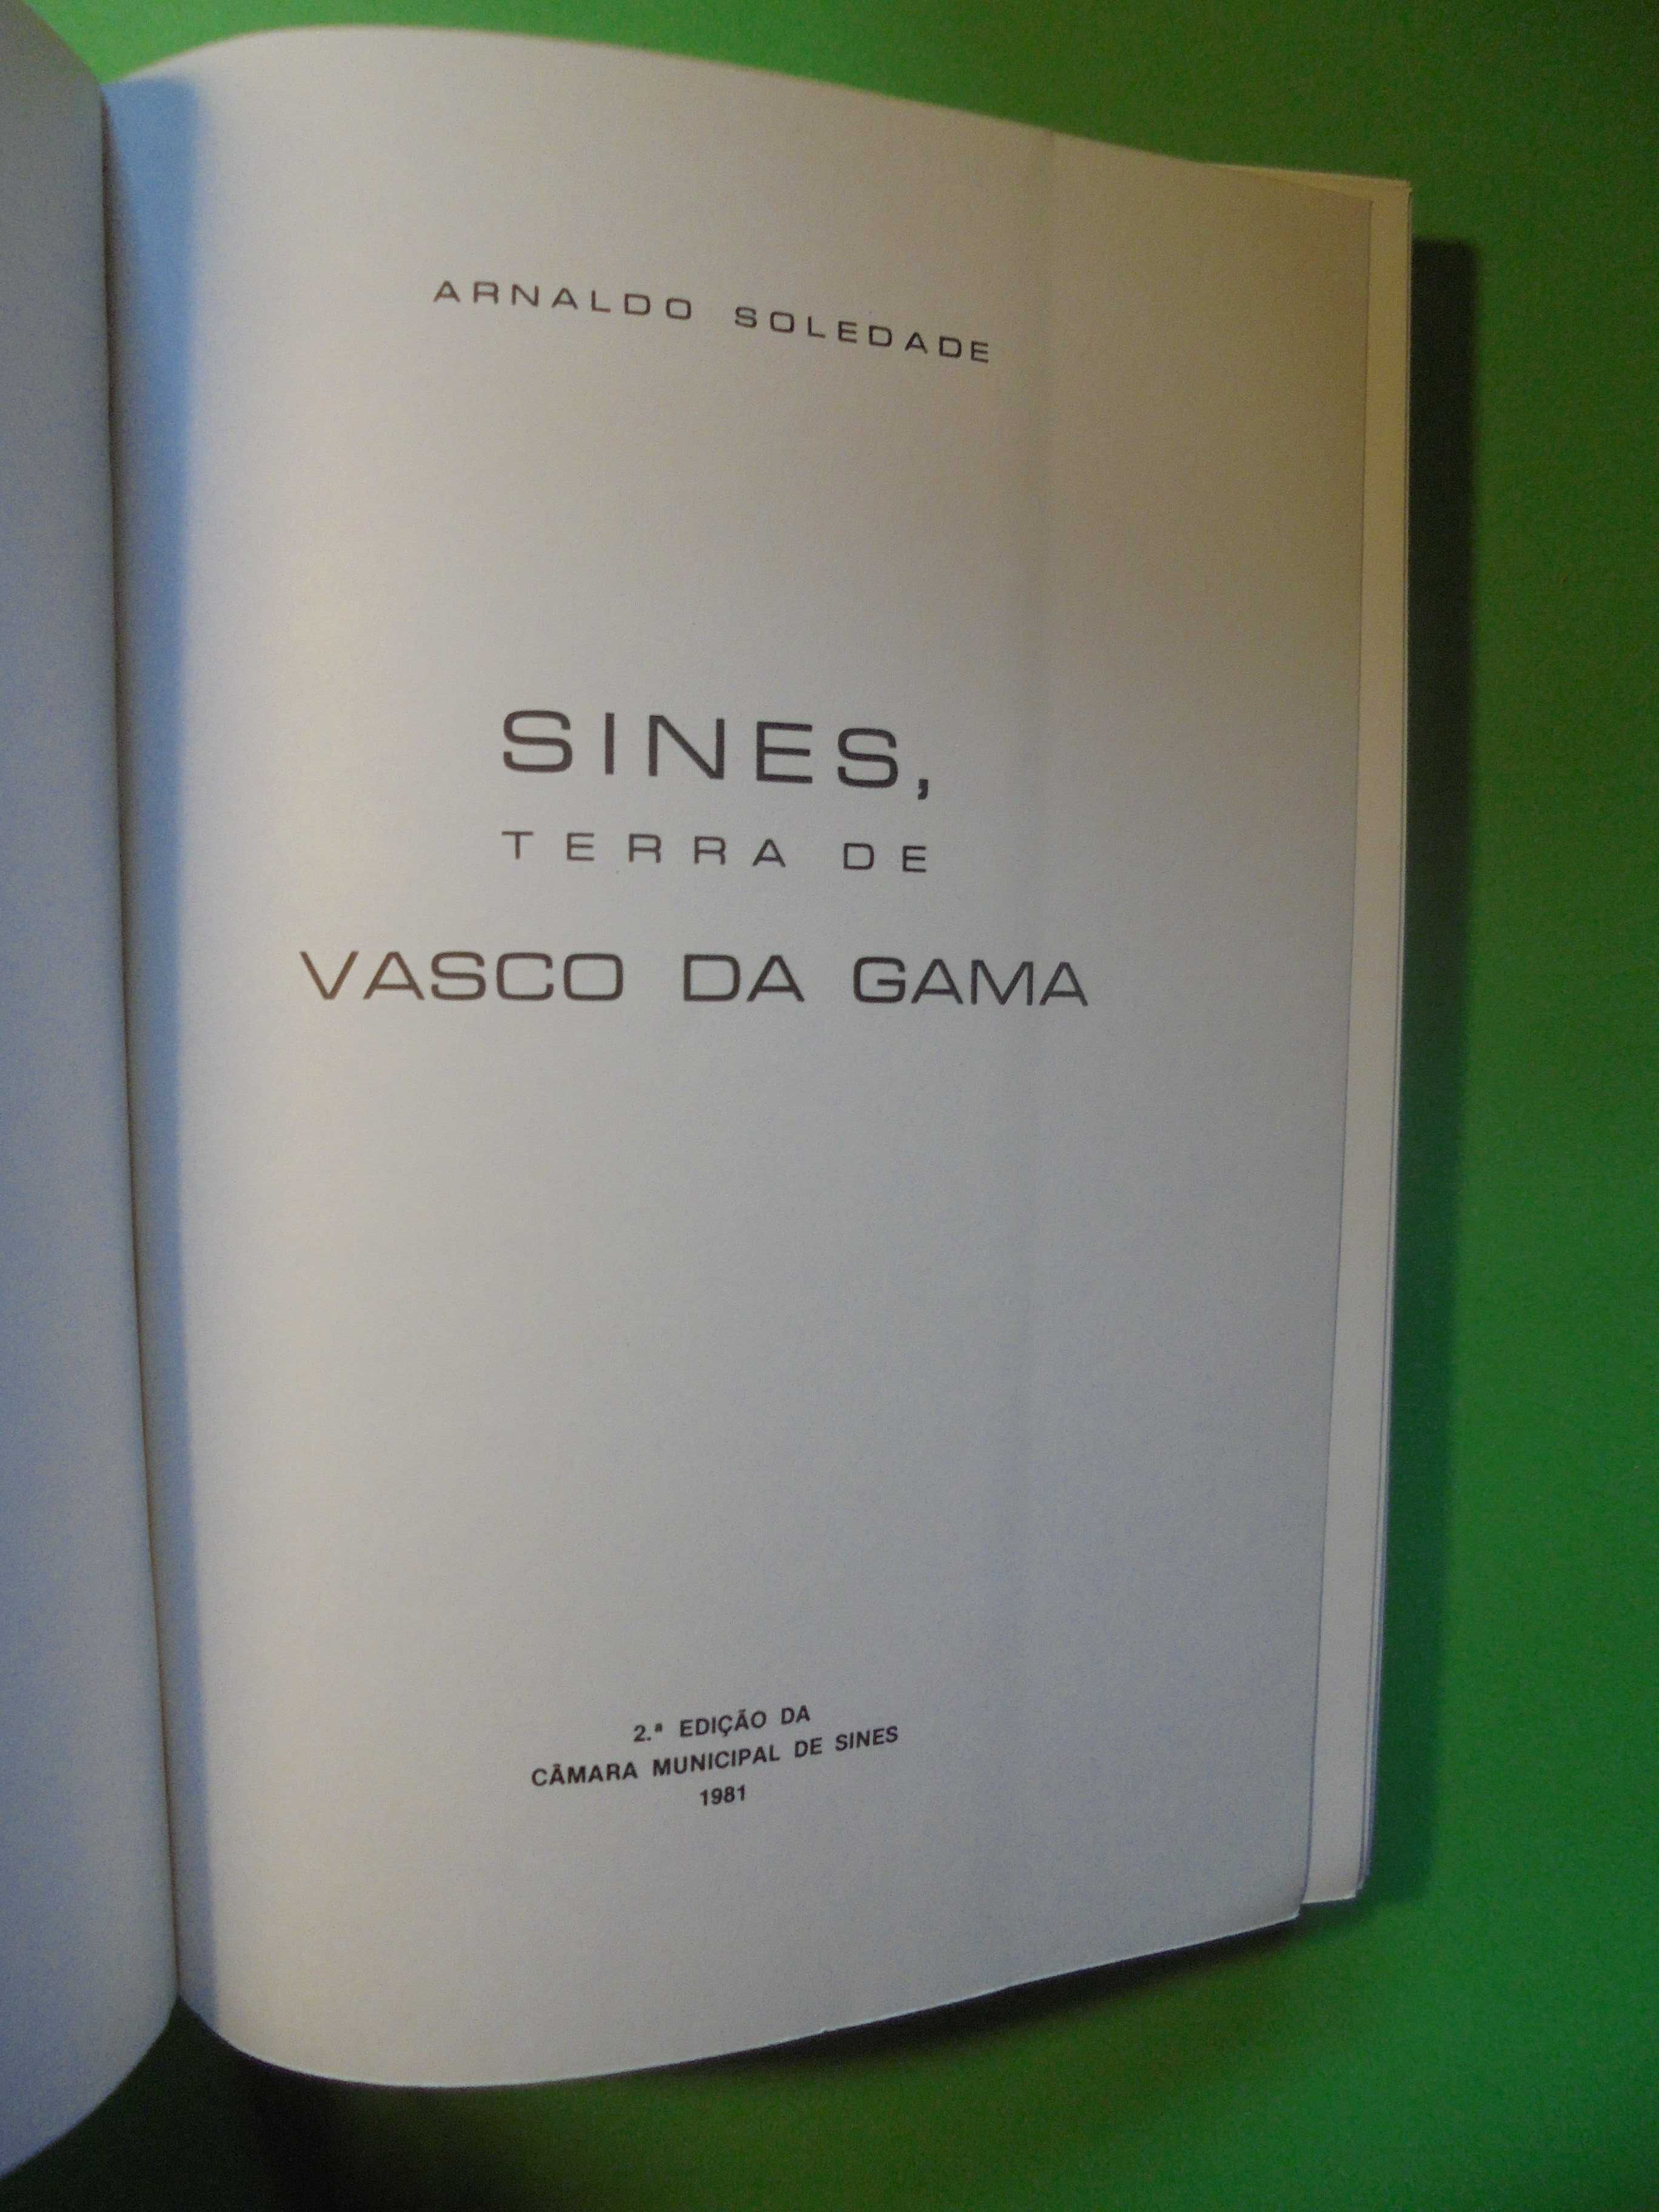 ARNALDO SOLEDADE
SINES,
TERRA DE
VASCO DA GAMA
2.ª EDIÇÃO DA
CÂMARA MUNICIPAL DE SINES
1981